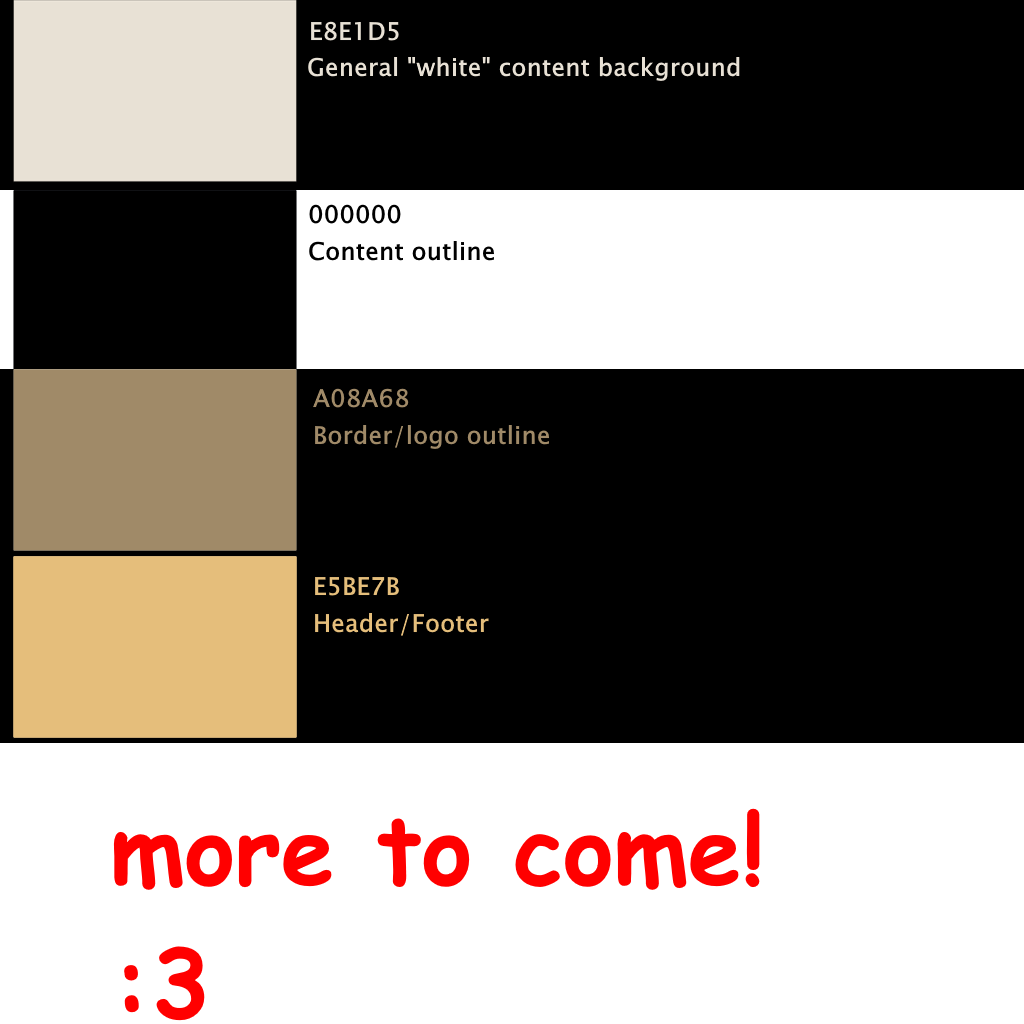 E8E1D5
General "white" content background
000000
Content outline
A08A68
Border/logo outline
E5BE7B
Header/Footer
more to come!
:3